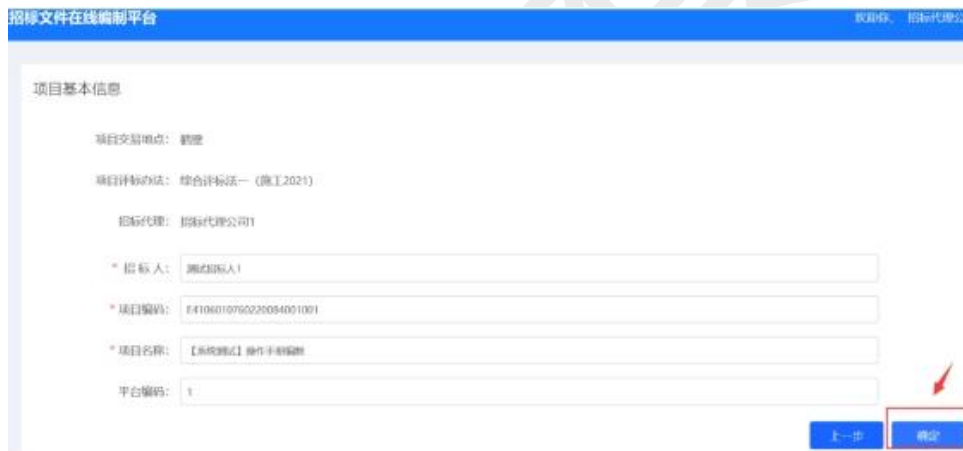 招标文件在线编制平台 欢迎你， 招标代理公
项目基本信息
项目交易地点： 鹤壁
项目评标办法： 综合评标法一（施工2021）
招标代理： 招标代理公司1
* 招 标 人： 测试招标人1
* 项目编码： E4106010760220084001001
* 项目名称： 【系统测试】操作手册编制
平台编码： 1
上一步 确定